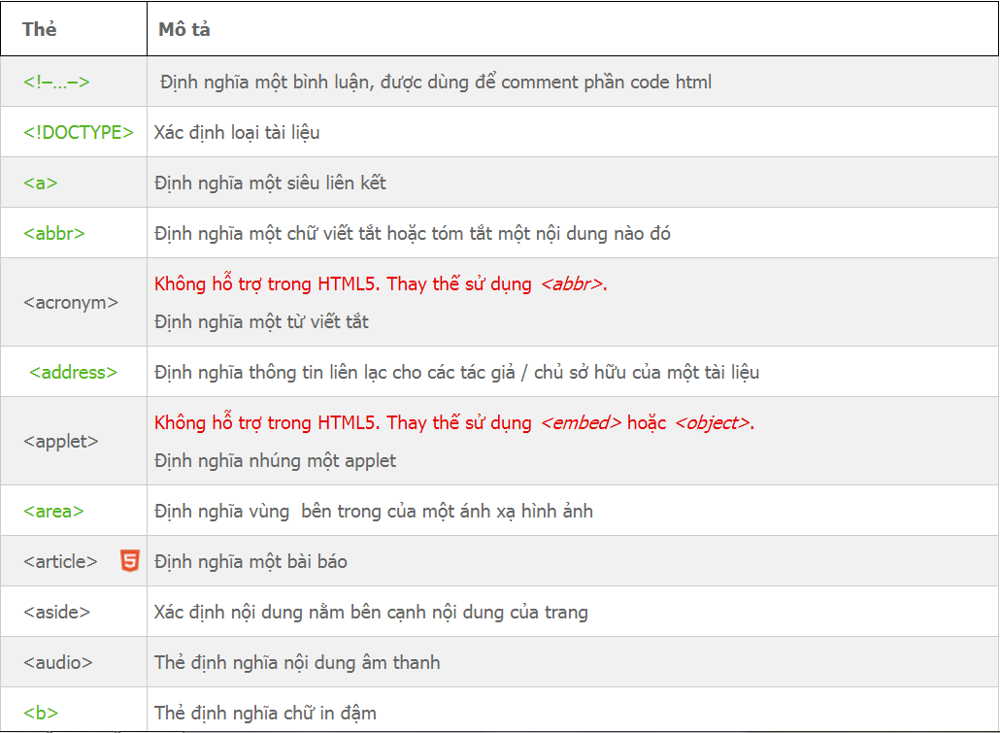 Thẻ Mô tả
<!–...–> Định nghĩa một bình luận, được dùng để comment phần code html
<!DOCTYPE> Xác định loại tài liệu
<a> Định nghĩa một siêu liên kết
<abbr> Định nghĩa một chữ viết tắt hoặc tóm tắt một nội dung nào đó
<acronym> Không hỗ trợ trong HTML5. Thay thế sử dụng <abbr>.
Định nghĩa một từ viết tắt
<address> Định nghĩa thông tin liên lạc cho các tác giả / chủ sở hữu của một tài liệu
<applet> Không hỗ trợ trong HTML5. Thay thế sử dụng <embed> hoặc <object>.
Định nghĩa nhúng một applet
<area> Định nghĩa vùng bên trong của một ánh xạ hình ảnh
<article> 5 Định nghĩa một bài báo
<aside> Xác định nội dung nằm bên cạnh nội dung của trang
<audio> Thẻ định nghĩa nội dung âm thanh
<b> Thẻ định nghĩa chữ in đậm